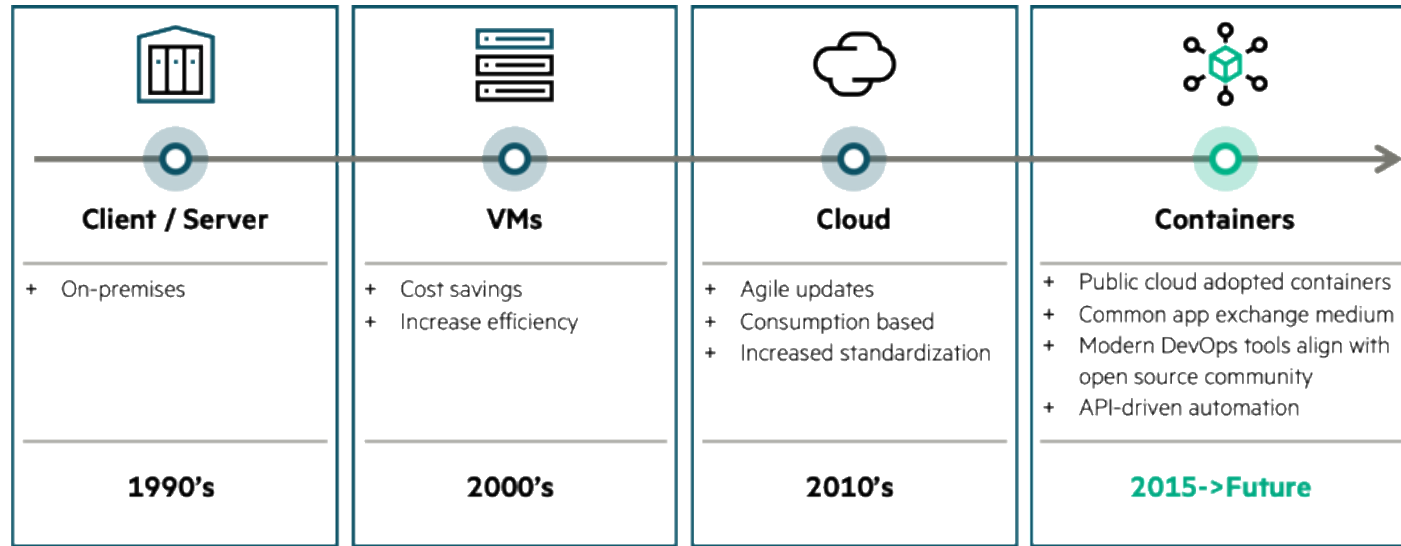 Client / Server
+ On-premises
1990's
VMs
+ Cost savings
+ Increase efficiency
2000's
Cloud
+ Agile updates
+ Consumption based
+ Increased standardization
2010's
Containers
+ Public cloud adopted containers
+ Common app exchange medium
+ Modern DevOps tools align with
open source community
+ API-driven automation
2015->Future